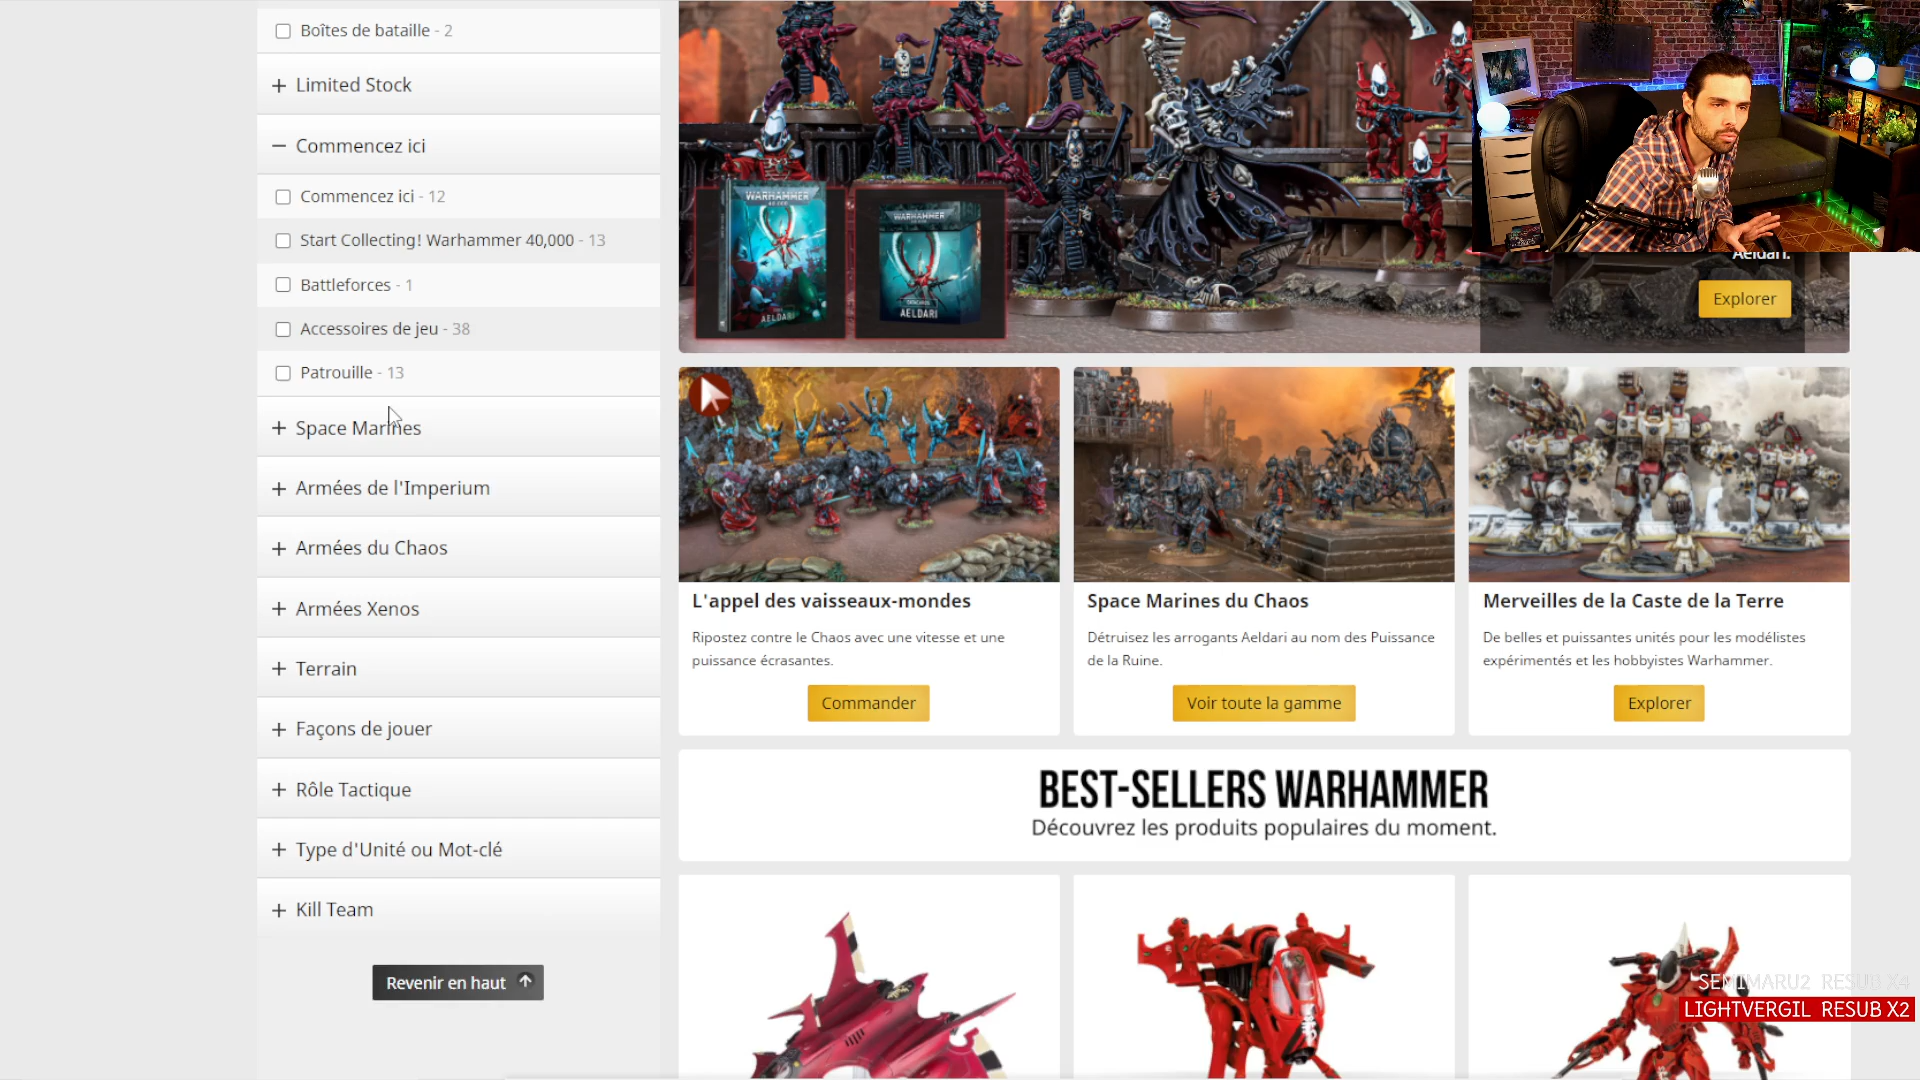 Boîtes de bataille - 2
+ Limited Stock
− Commencez ici
Commencez ici - 12
Start Collecting! Warhammer 40,000 - 13
Battleforces - 1
Accessoires de jeu - 38
Patrouille - 13
+ Space Marines
+ Armées de l'Imperium
+ Armées du Chaos
+ Armées Xenos
+ Terrain
+ Façons de jouer
+ Rôle Tactique
+ Type d'Unité ou Mot-clé
+ Kill Team
Revenir en haut
WARHAMMER
AELDARI
WARHAMMER
AELDARI
Aeldari.
Explorer
L'appel des vaisseaux-mondes
Ripostez contre le Chaos avec une vitesse et une
puissance écrasantes.
Commander
Space Marines du Chaos
Détruisez les arrogants Aeldari au nom des Puissance
de la Ruine.
Voir toute la gamme
Merveilles de la Caste de la Terre
De belles et puissantes unités pour les modélistes
expérimentés et les hobbyistes Warhammer.
Explorer
BEST-SELLERS WARHAMMER
Découvrez les produits populaires du moment.
SEMIMARU2 RESUB X4
LIGHTVERGIL RESUB X2